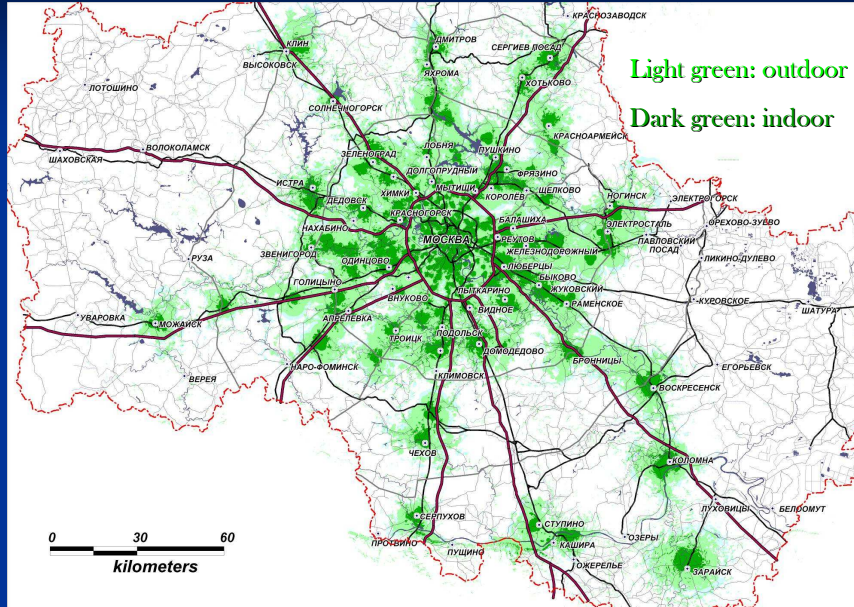 КРАСНОЗАВОДСК
КЛИН
ДМИТРОВ
СЕРГИЕВ ПОСАД
ВЫСОКОВСК
ЯХРОМА
Light green: outdoor
ЛОТОШИНО
ХОТЬКОВО
СОЛНЕЧНОГОРСК
Dark green: indoor
КРАСНОАРМЕЙСК
ВОЛОКОЛАМСК
ЛОБНЯ
ПУШКИНО
ШАХОВСКАЯ
ЗЕЛЕНОГРАД
ДОЛГОПРУДНЫЙ
ФРЯЗИНО
ИСТРА
ХИМКИ
МЫТИЩИ
КОРОЛЕВ
ЩЕЛКОВО
НОГИНСК
ЭЛЕКТРОГОРСК
ДЕДОВСК
КРАСНОГОРСК
БАЛАШИХА
НАХАБИНО
ЭЛЕКТРОСТАЛЬ
ОРЕХОВО-ЗУЕВО
МОСКВА
РЕУТОВ
ПАВЛОВСКИЙ
ПОСАД
ЗВЕНИГОРОД
ЖЕЛЕЗНОДОРОЖНЫЙ
РУЗА
ОДИНЦОВО
ЛЮБЕРЦЫ
ЛИКИНО-ДУЛЕВО
БЫКОВО
ГОЛИЦЫНО
ЛЫТКАРИНО
ЖУКОВСКИЙ
ВНУКОВО
РАМЕНСКОЕ
КУРОВСКОЕ
ВИДНОЕ
ШАТУРА
УВАРОВКА
МОЖАЙСК
АПРЕЛЕВКА
ТРОИЦК
ПОДОЛЬСК
ДОМОДЕДОВО
БРОННИЦЫ
НАРО-ФОМИНСК
ЕГОРЬЕВСК
ВЕРЕЯ
КЛИМОВСК
ВОСКРЕСЕНСК
ЧЕХОВ
КОЛОМНА
ЛУХОВИЦЫ
БЕЛООМУТ
СЕРПУХОВ
СТУПИНО
0 30 60
kilometers
ПРОТВИНО
ПУЩИНО
КАШИРА
ОЗЕРЫ
ОЖЕРЕЛЬЕ
ЗАРАЙСК